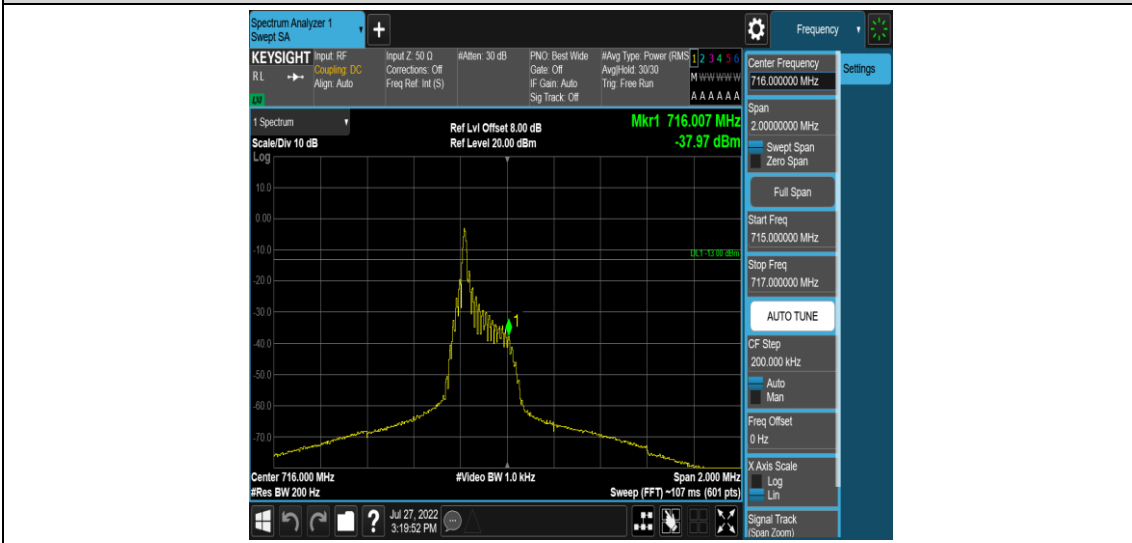 Spectrum Analyzer 1
Swept SA
+
Frequency
KEYSIGHT
RL
LXI
Input: RF
Coupling: DC
Align: Auto
Input Z: 50 Ω
Corrections: Off
Freq Ref: Int (S)
#Atten: 30 dB
PNO: Best Wide
Gate: Off
IF Gain: Auto
Sig Track: Off
#Avg Type: Power (RMS
Avg|Hold: 30/30
Trig: Free Run
1 2 3 4 5 6
M W W W W W
A A A A A A
1 Spectrum
Scale/Div 10 dB
Log
Ref Lvl Offset 8.00 dB
Ref Level 20.00 dBm
Mkr1 716.007 MHz
-37.97 dBm
10.0
0.00
-10.0
DL1 -13.00 dBm
-20.0
-30.0
1
-40.0
-50.0
-60.0
-70.0
Center 716.000 MHz
#Res BW 200 Hz
#Video BW 1.0 kHz
Span 2.000 MHz
Sweep (FFT) ~107 ms (601 pts)
Center Frequency
716.000000 MHz
Settings
Span
2.00000000 MHz
Swept Span
Zero Span
Full Span
Start Freq
715.000000 MHz
Stop Freq
717.000000 MHz
AUTO TUNE
CF Step
200.000 kHz
Auto
Man
Freq Offset
0 Hz
X Axis Scale
Log
Lin
Signal Track
(Span Zoom)
?
Jul 27, 2022
3:19:52 PM